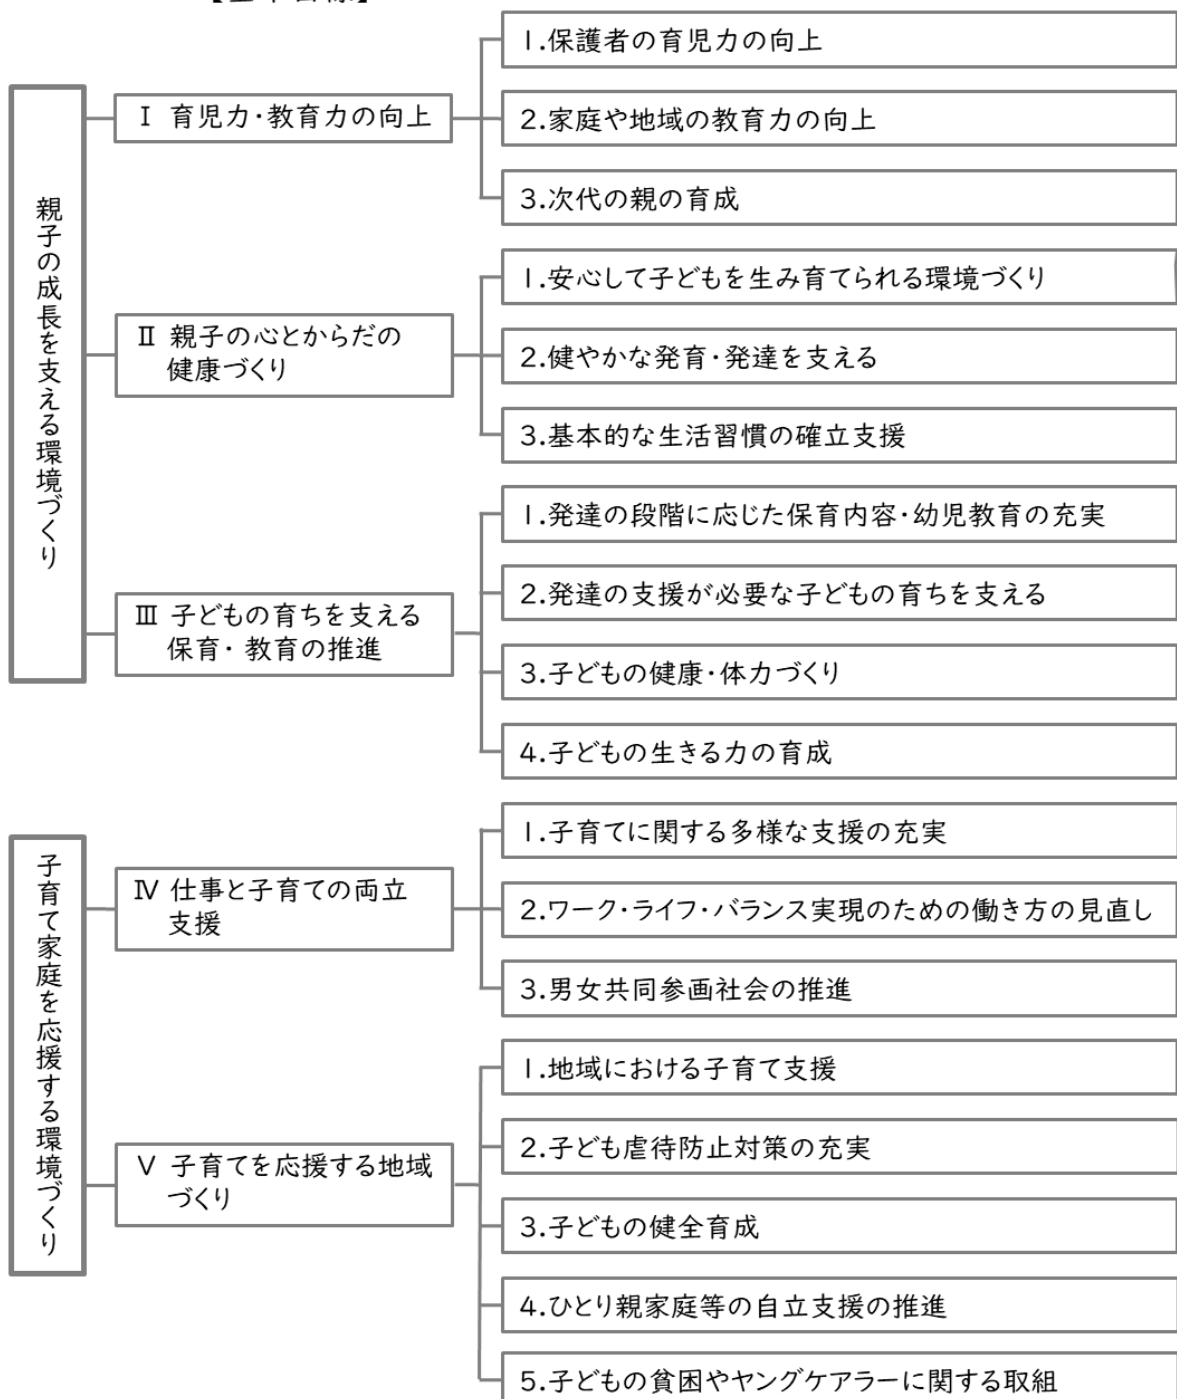 親子の成長を支える環境づくり
Ⅰ 育児力・教育力の向上
1.保護者の育児力の向上
2.家庭や地域の教育力の向上
3.次代の親の育成
Ⅱ 親子の心とからだの
健康づくり
1.安心して子どもを生み育てられる環境づくり
2.健やかな発育・発達を支える
3.基本的な生活習慣の確立支援
Ⅲ 子どもの育ちを支える
保育・教育の推進
1.発達の段階に応じた保育内容・幼児教育の充実
2.発達の支援が必要な子どもの育ちを支える
3.子どもの健康・体力づくり
4.子どもの生きる力の育成
子育て家庭を応援する環境づくり
Ⅳ 仕事と子育ての両立
支援
1.子育てに関する多様な支援の充実
2.ワーク・ライフ・バランス実現のための働き方の見直し
3.男女共同参画社会の推進
Ⅴ 子育てを応援する地域
づくり
1.地域における子育て支援
2.子ども虐待防止対策の充実
3.子どもの健全育成
4.ひとり親家庭等の自立支援の推進
5.子どもの貧困やヤングケアラーに関する取組